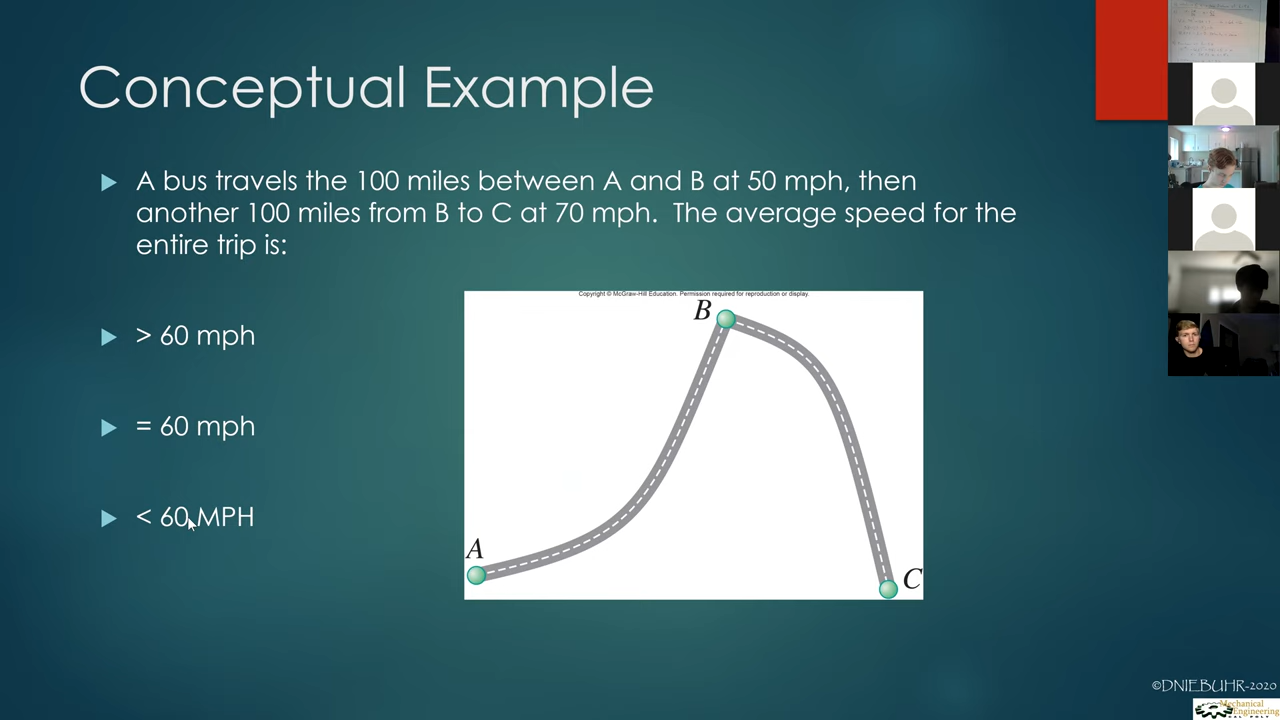 Conceptual Example
A bus travels the 100 miles between A and B at 50 mph, then
another 100 miles from B to C at 70 mph. The average speed for the
entire trip is:
> 60 mph
= 60 mph
< 60 MPH
Copyright © McGraw-Hill Education. Permission required for reproduction or display.
B
A
C
©DNIEBUHR-2020
Mechanical
Engineering
CAL POLY